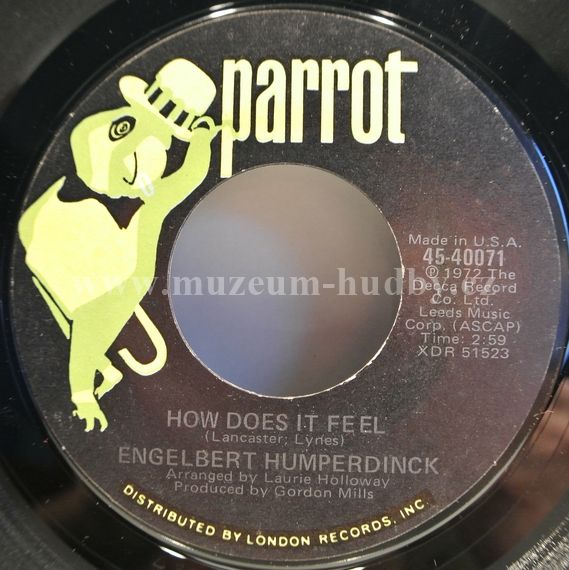 parrot
Made in U.S.A.
45-40071
℗ 1972 The
Decca Record
Co. Ltd.
Leeds Music
Corp. (ASCAP)
Time: 2:59
XDR 51523
www.muzeum-hudby.cz
HOW DOES IT FEEL
(Lancaster; Lynes)
ENGELBERT HUMPERDINCK
Arranged by Laurie Holloway
Produced by Gordon Mills
DISTRIBUTED BY LONDON RECORDS, INC.